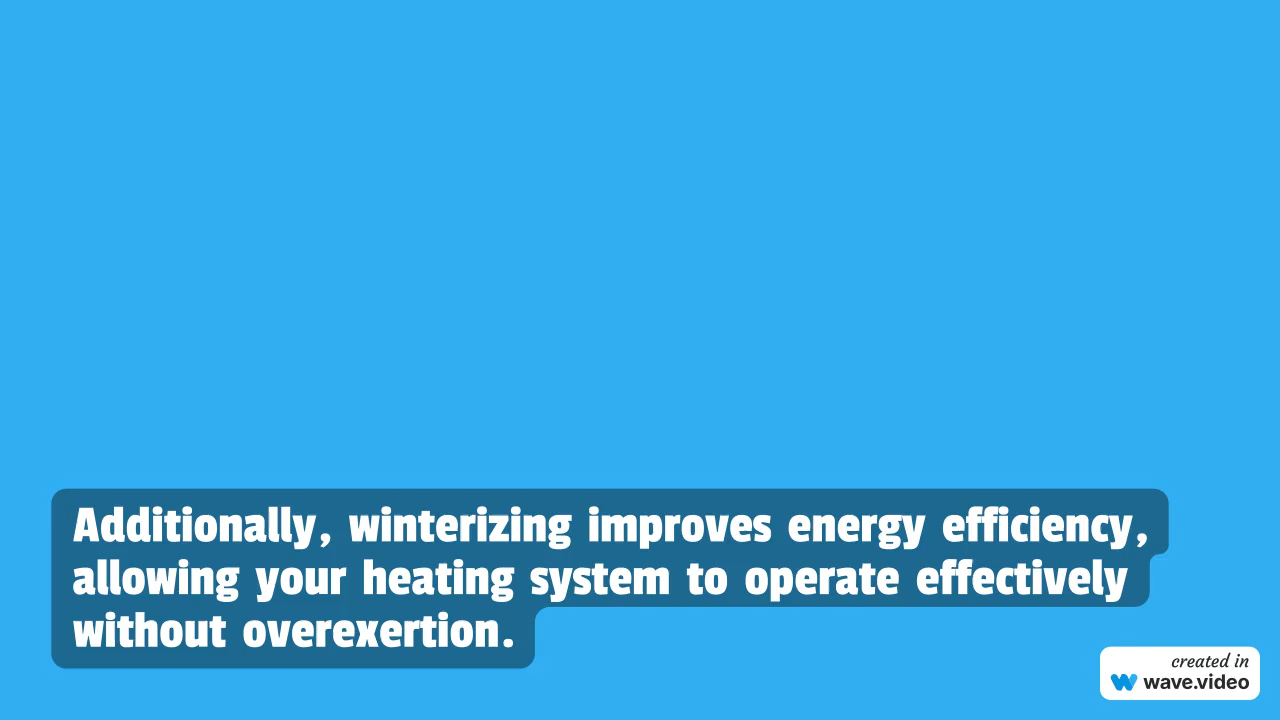 Additionally, winterizing improves energy efficiency,
allowing your heating system to operate effectively
without overexertion.
created in
wave.video